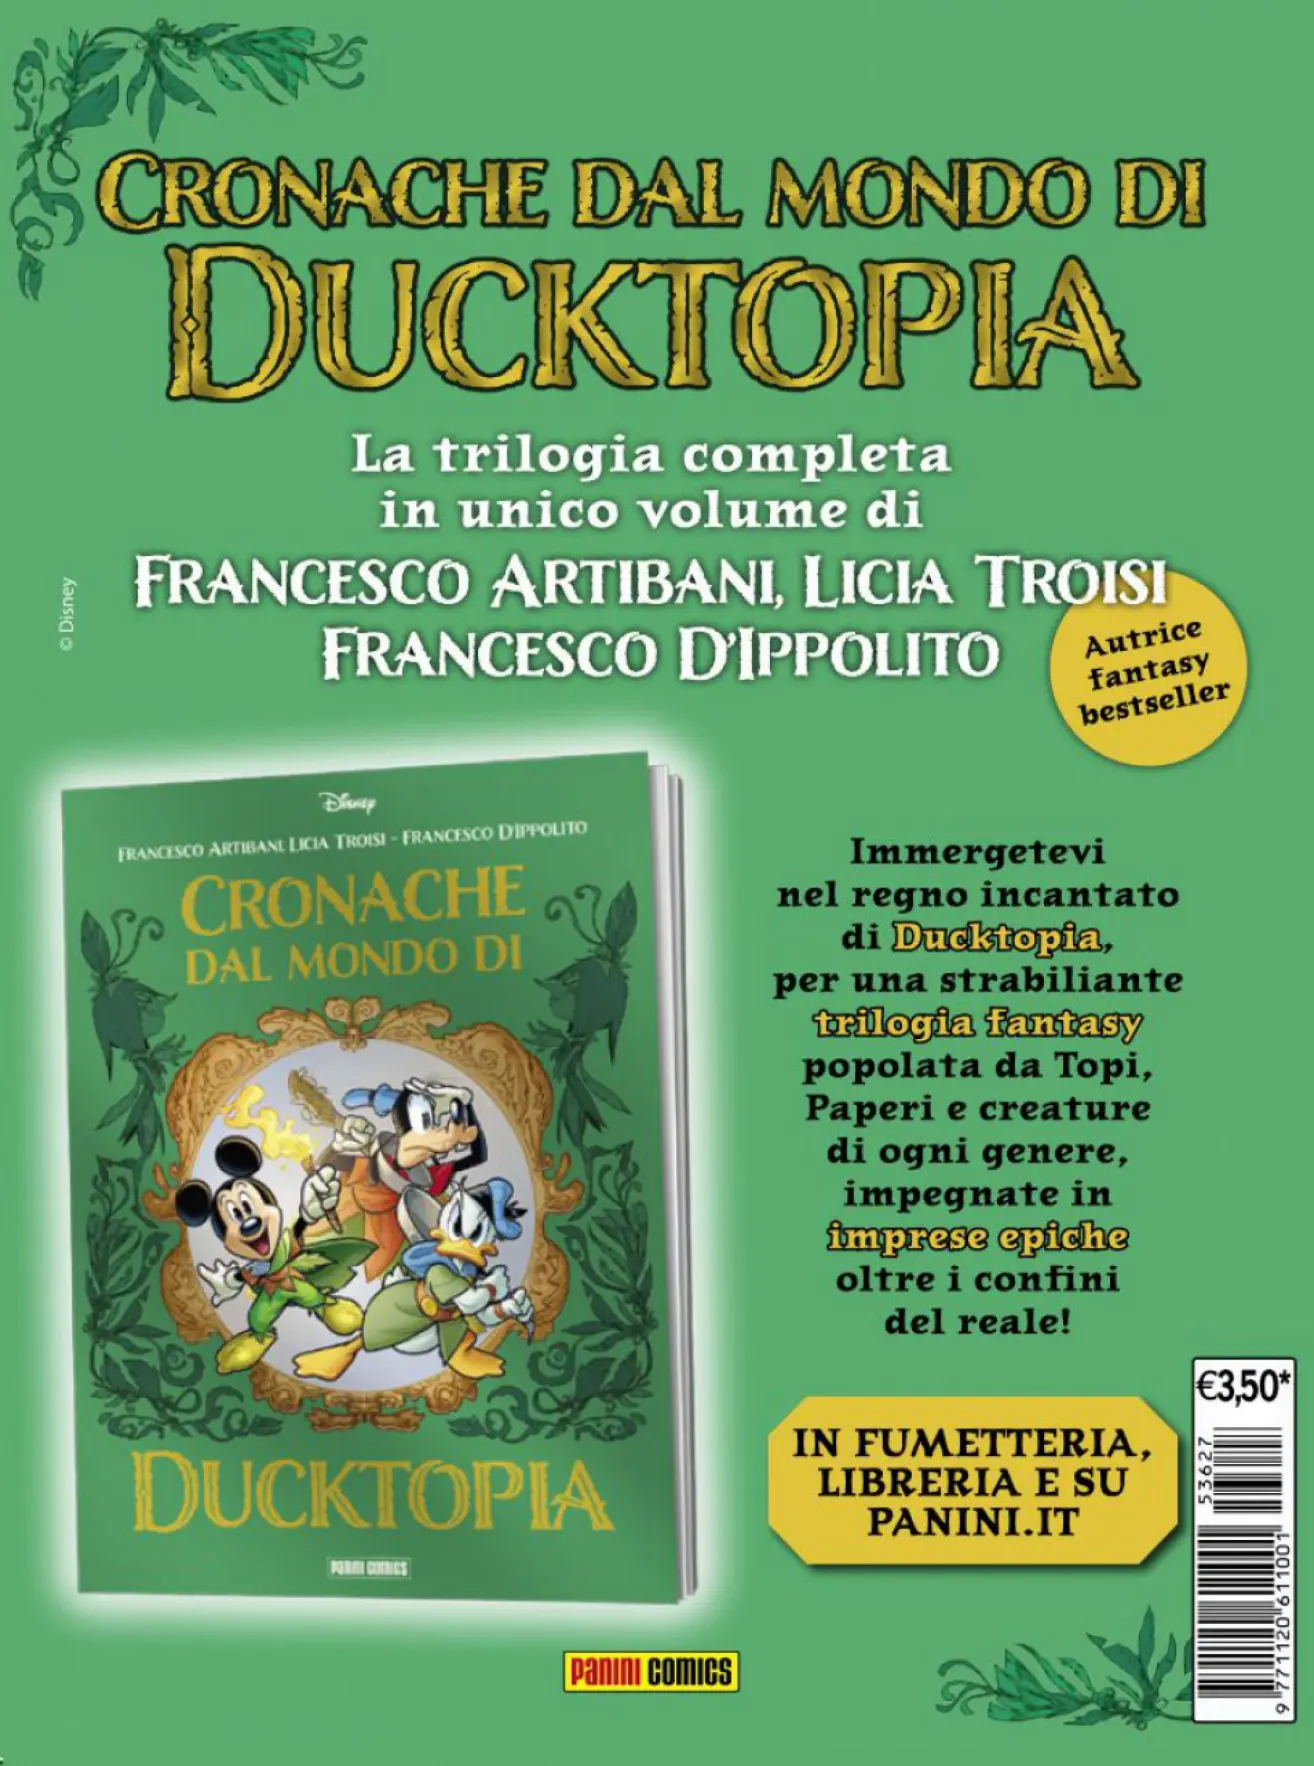 CRONACHE DAL MONDO DI
DUCKTOPIA
La trilogia completa
in unico volume di
FRANCESCO ARTIBANI, LICIA TROISI
FRANCESCO D'IPPOLITO
Autrice
fantasy
bestseller
© Disney
Disney
FRANCESCO ARTIBANI, LICIA TROISI - FRANCESCO D'IPPOLITO
CRONACHE
DAL MONDO DI
DUCKTOPIA
PANINI COMICS
Immergetevi
nel regno incantato
di Ducktopia,
per una strabiliante
trilogia fantasy
popolata da Topi,
Paperi e creature
di ogni genere,
impegnate in
imprese epiche
oltre i confini
del reale!
IN FUMETTERIA,
LIBRERIA E SU
PANINI.IT
€3,50*
53627
9 771120 611001
PANINI COMICS